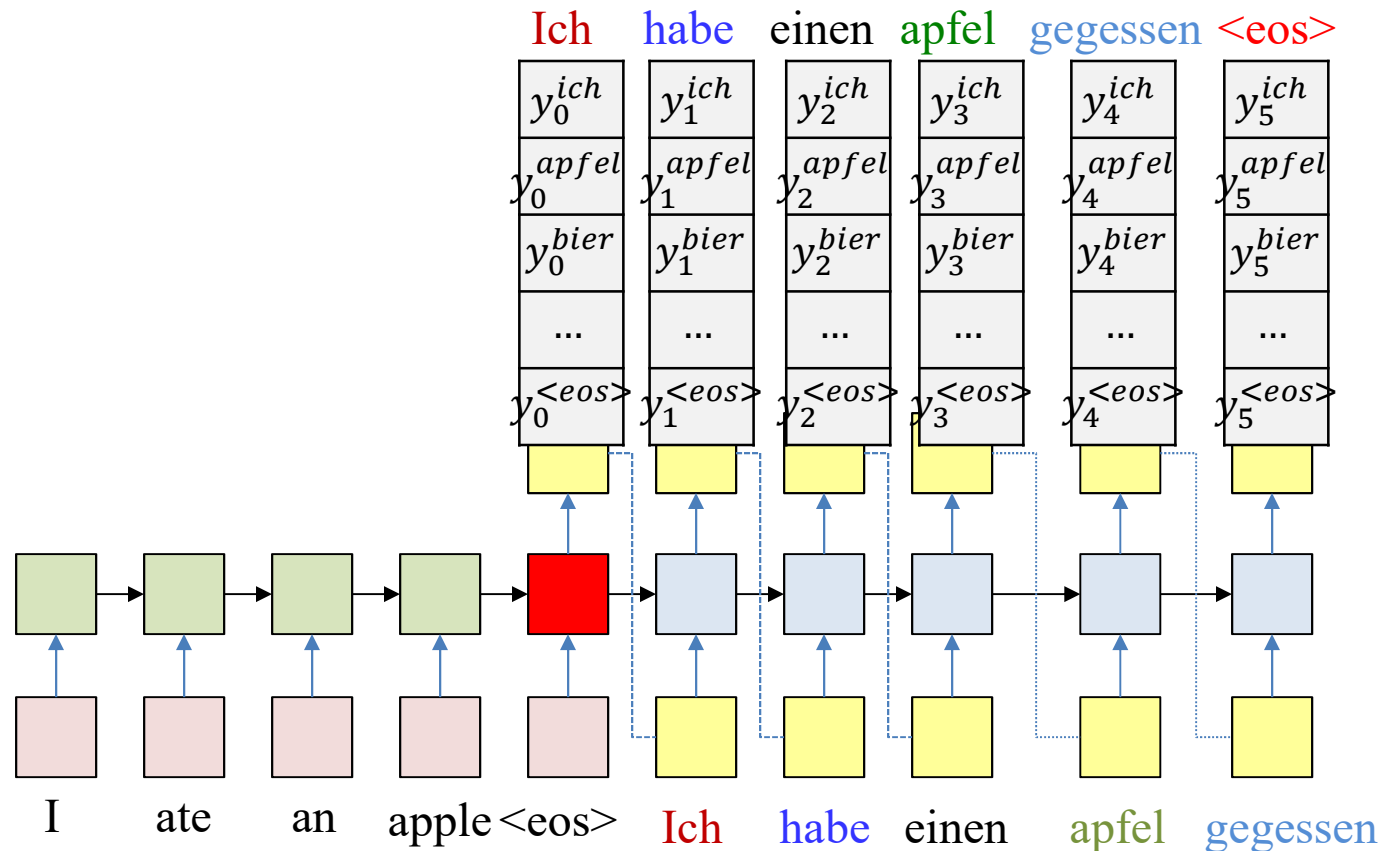 Ich habe einen apfel gegessen <eos>
y_0^{ich} y_1^{ich} y_2^{ich} y_3^{ich} y_4^{ich} y_5^{ich}
y_0^{apfel} y_1^{apfel} y_2^{apfel} y_3^{apfel} y_4^{apfel} y_5^{apfel}
y_0^{bier} y_1^{bier} y_2^{bier} y_3^{bier} y_4^{bier} y_5^{bier}
... ... ... ... ... ...
y_0^{<eos>} y_1^{<eos>} y_2^{<eos>} y_3^{<eos>} y_4^{<eos>} y_5^{<eos>}
I ate an apple <eos> Ich habe einen apfel gegessen